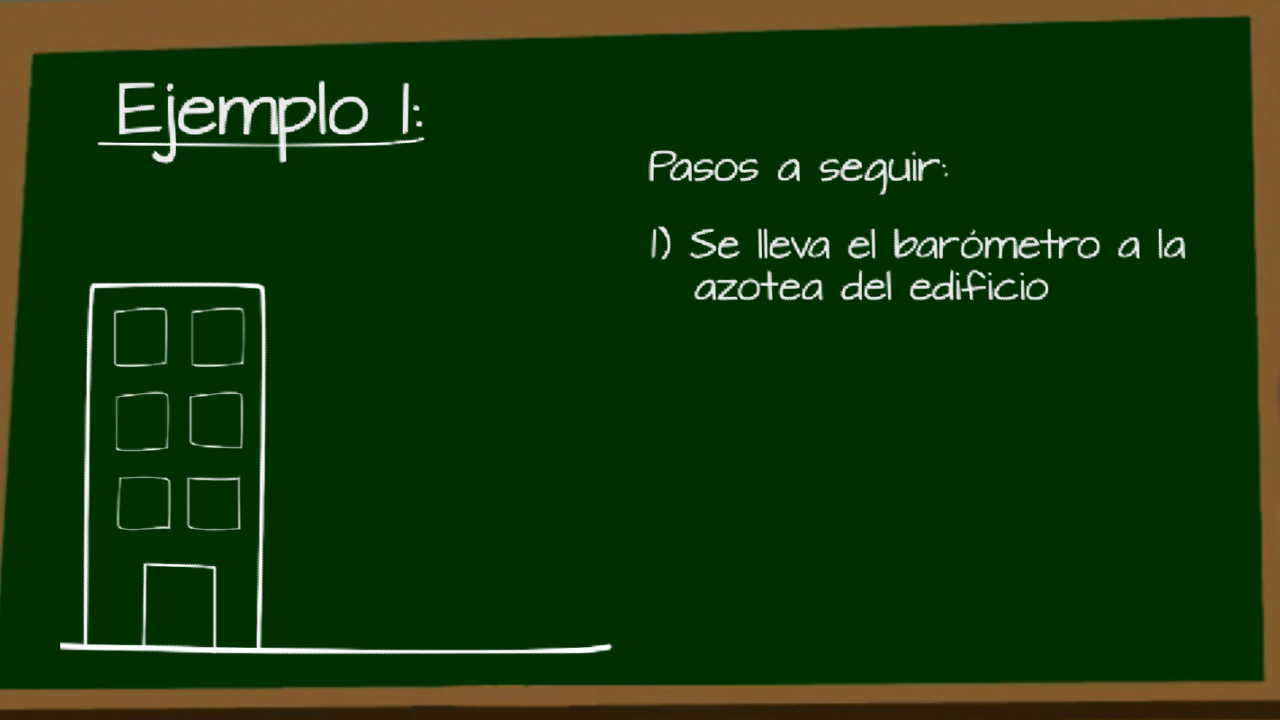 Ejemplo 1:
Pasos a seguir:
1) Se lleva el barómetro a la
azotea del edificio